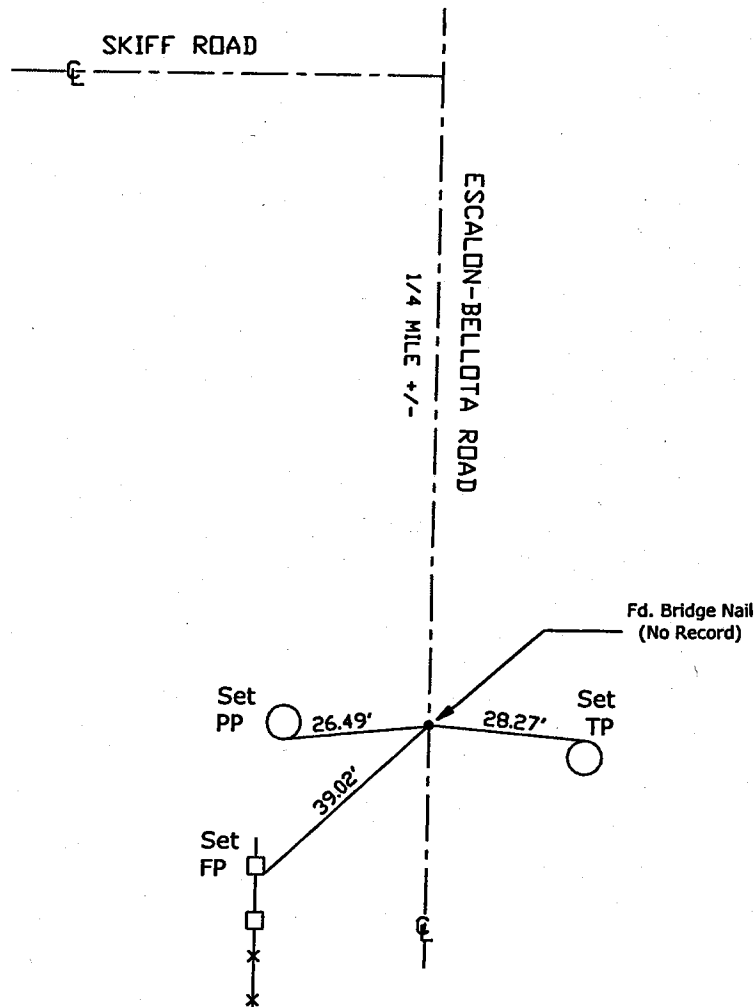 SKIFF ROAD
℄
ESCALON-BELLOTA ROAD
1/4 MILE +/-
Fd. Bridge Nail
(No Record)
Set
PP
26.49'
28.27'
Set
TP
39.02'
Set
FP
℄